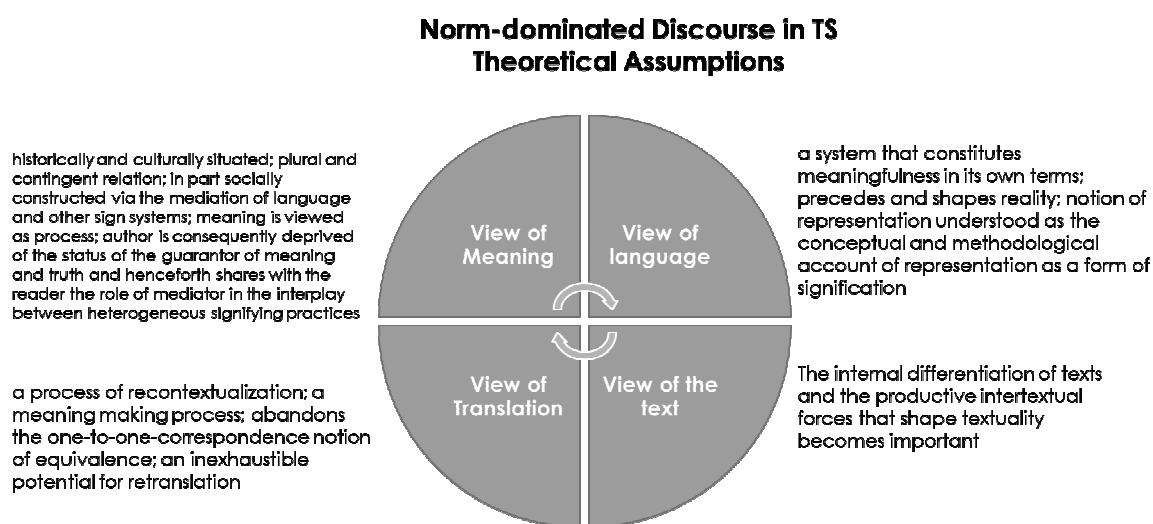 Norm-dominated Discourse in TS
Theoretical Assumptions
historically and culturally situated; plural and
contingent relation; in part socially
constructed via the mediation of language
and other sign systems; meaning is viewed
as process; author is consequently deprived
of the status of the guarantor of meaning
and truth and henceforth shares with the
reader the role of mediator in the interplay
between heterogeneous signifying practices
View of
Meaning
View of
language
a system that constitutes
meaningfulness in its own terms;
precedes and shapes reality; notion of
representation understood as the
conceptual and methodological
account of representation as a form of
signification
a process of recontextualization; a
meaning making process; abandons
the one-to-one-correspondence notion
of equivalence; an inexhaustible
potential for retranslation
View of
Translation
View of the
text
The internal differentiation of texts
and the productive intertextual
forces that shape textuality
becomes important